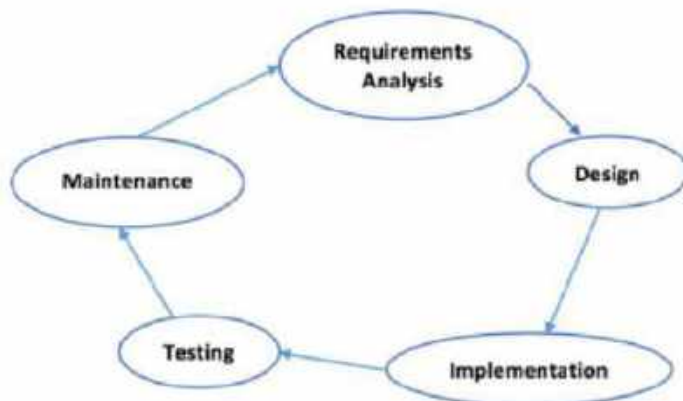 Requirements
Analysis
Design
Implementation
Testing
Maintenance